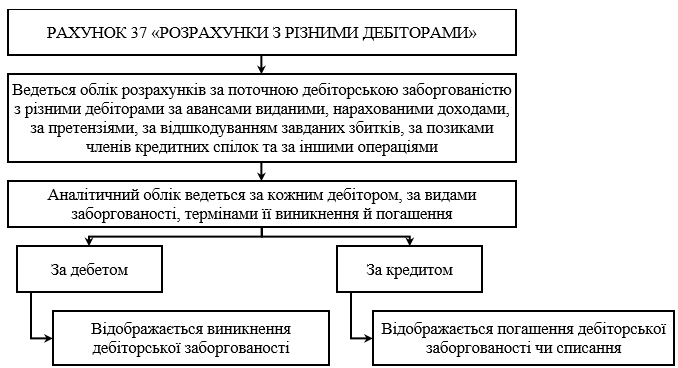 РАХУНОК 37 «РОЗРАХУНКИ З РІЗНИМИ ДЕБІТОРАМИ»
Ведеться облік розрахунків за поточною дебіторською заборгованістю
з різними дебіторами за авансами виданими, нарахованими доходами,
за претензіями, за відшкодуванням завданих збитків, за позиками
членів кредитних спілок та за іншими операціями
Аналітичний облік ведеться за кожним дебітором, за видами
заборгованості, термінами її виникнення й погашення
За дебетом
За кредитом
Відображається виникнення
дебіторської заборгованості
Відображається погашення дебіторської
заборгованості чи списання